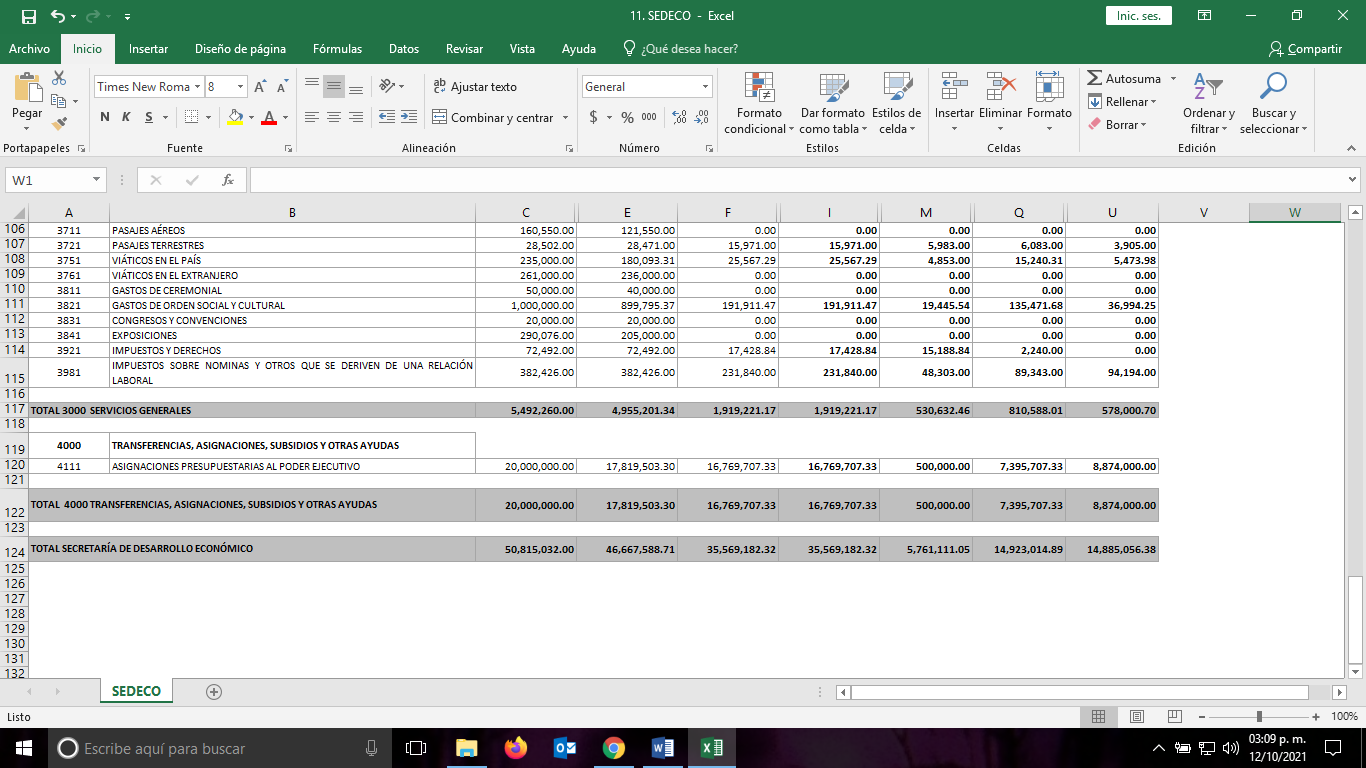 11. SEDECO - Excel
Inic. ses.
Archivo Inicio Insertar Diseño de página Fórmulas Datos Revisar Vista Ayuda ¿Qué desea hacer? Compartir
Pegar
Times New Roma 8
N K S
Ajustar texto
Combinar y centrar
General
$ % 000
Formato condicional
Dar formato como tabla
Estilos de celda
Insertar Eliminar Formato
Autosuma
Rellenar
Borrar
Ordenar y filtrar
Buscar y seleccionar
Portapapeles Fuente Alineación Número Estilos Celdas Edición
W1 fx
A B C E F I M Q U V W
106 3711 PASAJES AÉREOS 160,550.00 121,550.00 0.00 0.00 0.00 0.00 0.00
107 3721 PASAJES TERRESTRES 28,502.00 28,471.00 15,971.00 15,971.00 5,983.00 6,083.00 3,905.00
108 3751 VIÁTICOS EN EL PAÍS 235,000.00 180,093.31 25,567.29 25,567.29 4,853.00 15,240.31 5,473.98
109 3761 VIÁTICOS EN EL EXTRANJERO 261,000.00 236,000.00 0.00 0.00 0.00 0.00 0.00
110 3811 GASTOS DE CEREMONIAL 50,000.00 40,000.00 0.00 0.00 0.00 0.00 0.00
111 3821 GASTOS DE ORDEN SOCIAL Y CULTURAL 1,000,000.00 899,795.37 191,911.47 191,911.47 19,445.54 135,471.68 36,994.25
112 3831 CONGRESOS Y CONVENCIONES 20,000.00 20,000.00 0.00 0.00 0.00 0.00 0.00
113 3841 EXPOSICIONES 290,076.00 205,000.00 0.00 0.00 0.00 0.00 0.00
114 3921 IMPUESTOS Y DERECHOS 72,492.00 72,492.00 17,428.84 17,428.84 15,188.84 2,240.00 0.00
115 3981 IMPUESTOS SOBRE NOMINAS Y OTROS QUE SE DERIVEN DE UNA RELACIÓN
LABORAL 382,426.00 382,426.00 231,840.00 231,840.00 48,303.00 89,343.00 94,194.00
116
117 TOTAL 3000 SERVICIOS GENERALES 5,492,260.00 4,955,201.34 1,919,221.17 1,919,221.17 530,632.46 810,588.01 578,000.70
118
119 4000 TRANSFERENCIAS, ASIGNACIONES, SUBSIDIOS Y OTRAS AYUDAS
120 4111 ASIGNACIONES PRESUPUESTARIAS AL PODER EJECUTIVO 20,000,000.00 17,819,503.30 16,769,707.33 16,769,707.33 500,000.00 7,395,707.33 8,874,000.00
121
122 TOTAL 4000 TRANSFERENCIAS, ASIGNACIONES, SUBSIDIOS Y OTRAS AYUDAS 20,000,000.00 17,819,503.30 16,769,707.33 16,769,707.33 500,000.00 7,395,707.33 8,874,000.00
123
124 TOTAL SECRETARÍA DE DESARROLLO ECONÓMICO 50,815,032.00 46,667,588.71 35,569,182.32 35,569,182.32 5,761,111.05 14,923,014.89 14,885,056.38
125
126
127
128
129
130
131
132
SEDECO
Listo 100%
Escribe aquí para buscar
03:09 p. m.
12/10/2021